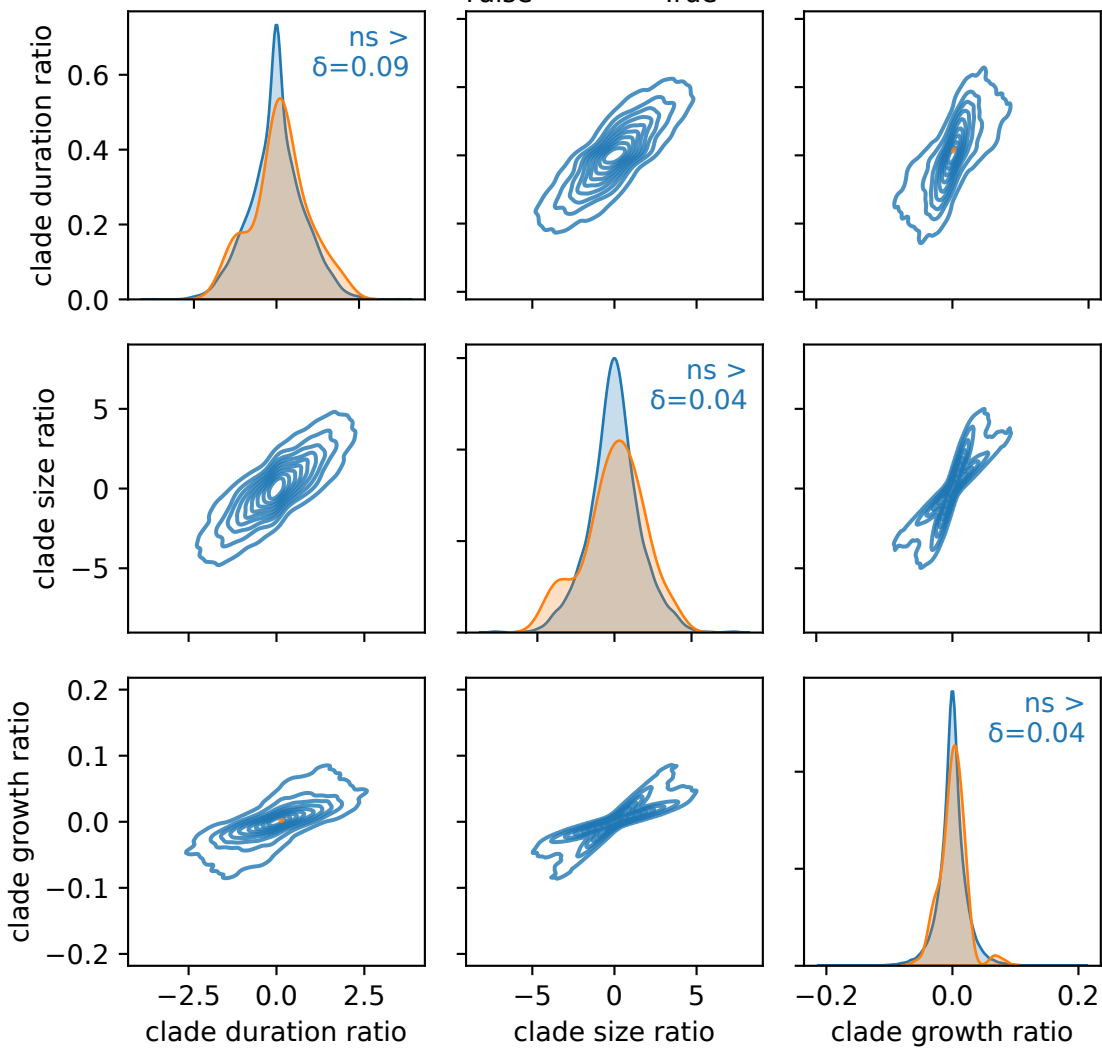 clade duration ratio
0.6
0.4
0.2
0.0
ns >
δ=0.09
clade size ratio
5
0
−5
ns >
δ=0.04
clade growth ratio
0.2
0.1
0.0
−0.1
−0.2
ns >
δ=0.04
−2.5 0.0 2.5
clade duration ratio
−5 0 5
clade size ratio
−0.2 0.0 0.2
clade growth ratio